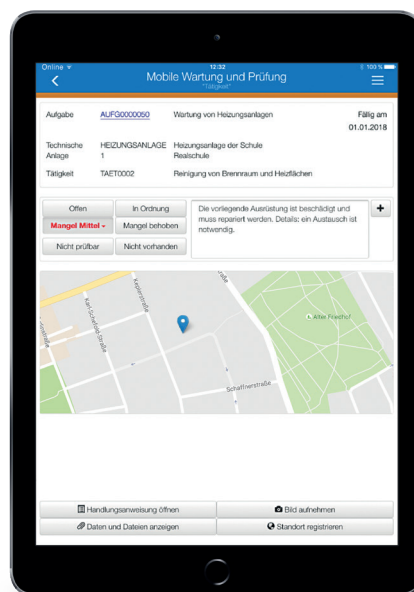 Online
12:32
100 %
Mobile Wartung und Prüfung
"Tätigkeit"
Aufgabe AUFG0000050 Wartung von Heizungsanlagen Fällig am
01.01.2018
Technische HEIZUNGSANLAGE Heizungsanlage der Schule
Anlage 1 Realschule
Tätigkeit TAET0002 Reinigung von Brennraum und Heizflächen
Offen In Ordnung
Mangel Mittel Mangel behoben
Nicht prüfbar Nicht vorhanden
Die vorliegende Ausrüstung ist beschädigt und
muss repariert werden. Details: ein Austausch ist
notwendig.
+
Keplerstraße
Karl-Schefold-Straße
Alter Friedhof
Schaffnerstraße
Handlungsanweisung öffnen Bild aufnehmen
Daten und Dateien anzeigen Standort registrieren